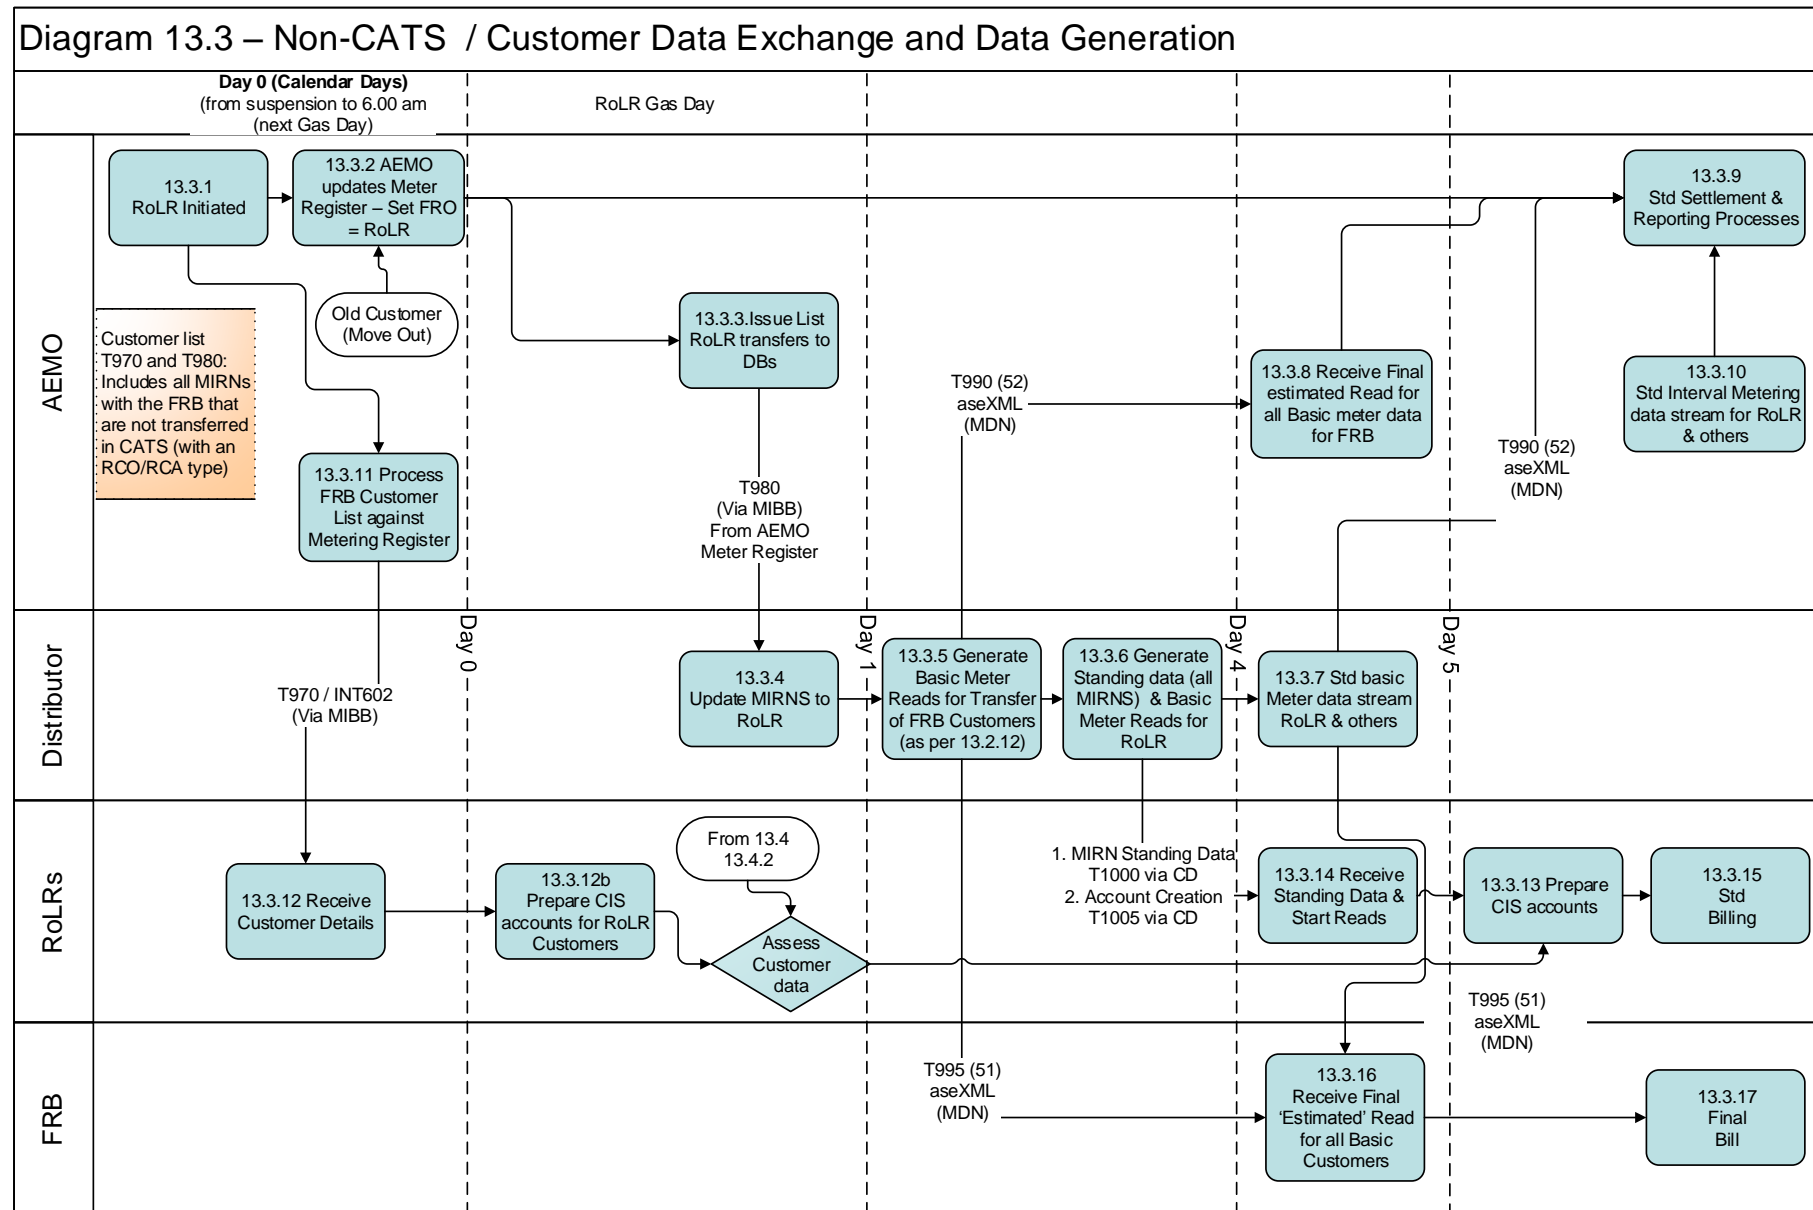 Diagram 13.3 – Non-CATS / Customer Data Exchange and Data Generation
Day 0 (Calendar Days)
(from suspension to 6.00 am
(next Gas Day)
RoLR Gas Day
AEMO
13.3.1
RoLR Initiated
13.3.2 AEMO
updates Meter
Register – Set FRO
= RoLR
13.3.9
Std Settlement &
Reporting Processes
Old Customer
(Move Out)
13.3.3.Issue List
RoLR transfers to
DBs
Customer list
T970 and T980:
Includes all MIRNs
with the FRB that
are not transferred
in CATS (with an
RCO/RCA type)
T990 (52)
aseXML
(MDN)
13.3.8 Receive Final
estimated Read for
all Basic meter data
for FRB
13.3.10
Std Interval Metering
data stream for RoLR
& others
T990 (52)
aseXML
(MDN)
13.3.11 Process
FRB Customer
List against
Metering Register
T980
(Via MIBB)
From AEMO
Meter Register
Distributor
Day 0
Day 1
Day 4
Day 5
T970 / INT602
(Via MIBB)
13.3.4
Update MIRNS to
RoLR
13.3.5 Generate
Basic Meter
Reads for Transfer
of FRB Customers
(as per 13.2.12)
13.3.6 Generate
Standing data (all
MIRNS) & Basic
Meter Reads for
RoLR
13.3.7 Std basic
Meter data stream
RoLR & others
RoLRs
From 13.4
13.4.2
13.3.12 Receive
Customer Details
13.3.12b
Prepare CIS
accounts for RoLR
Customers
Assess
Customer
data
1. MIRN Standing Data
T1000 via CD
2. Account Creation
T1005 via CD
13.3.14 Receive
Standing Data &
Start Reads
13.3.13 Prepare
CIS accounts
13.3.15
Std
Billing
T995 (51)
aseXML
(MDN)
FRB
T995 (51)
aseXML
(MDN)
13.3.16
Receive Final
‘Estimated’ Read
for all Basic
Customers
13.3.17
Final
Bill